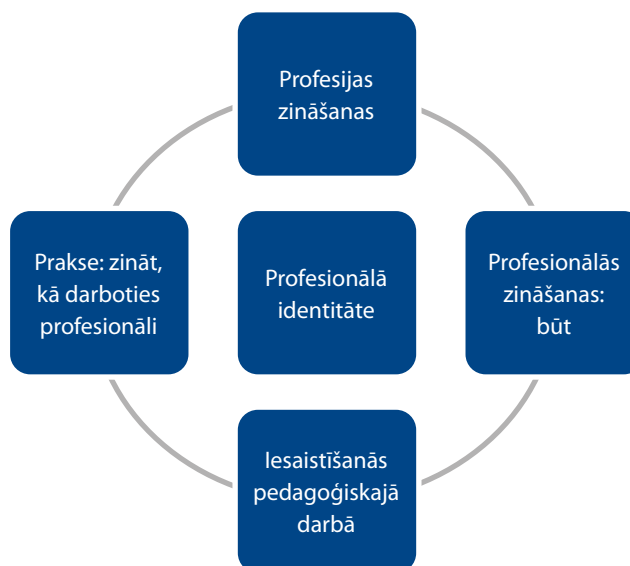 Profesijas
zināšanas
Prakse: zināt,
kā darboties
profesionāli
Profesionālā
identitāte
Profesionālās
zināšanas:
būt
Iesaistīšanās
pedagoģiskajā
darbā